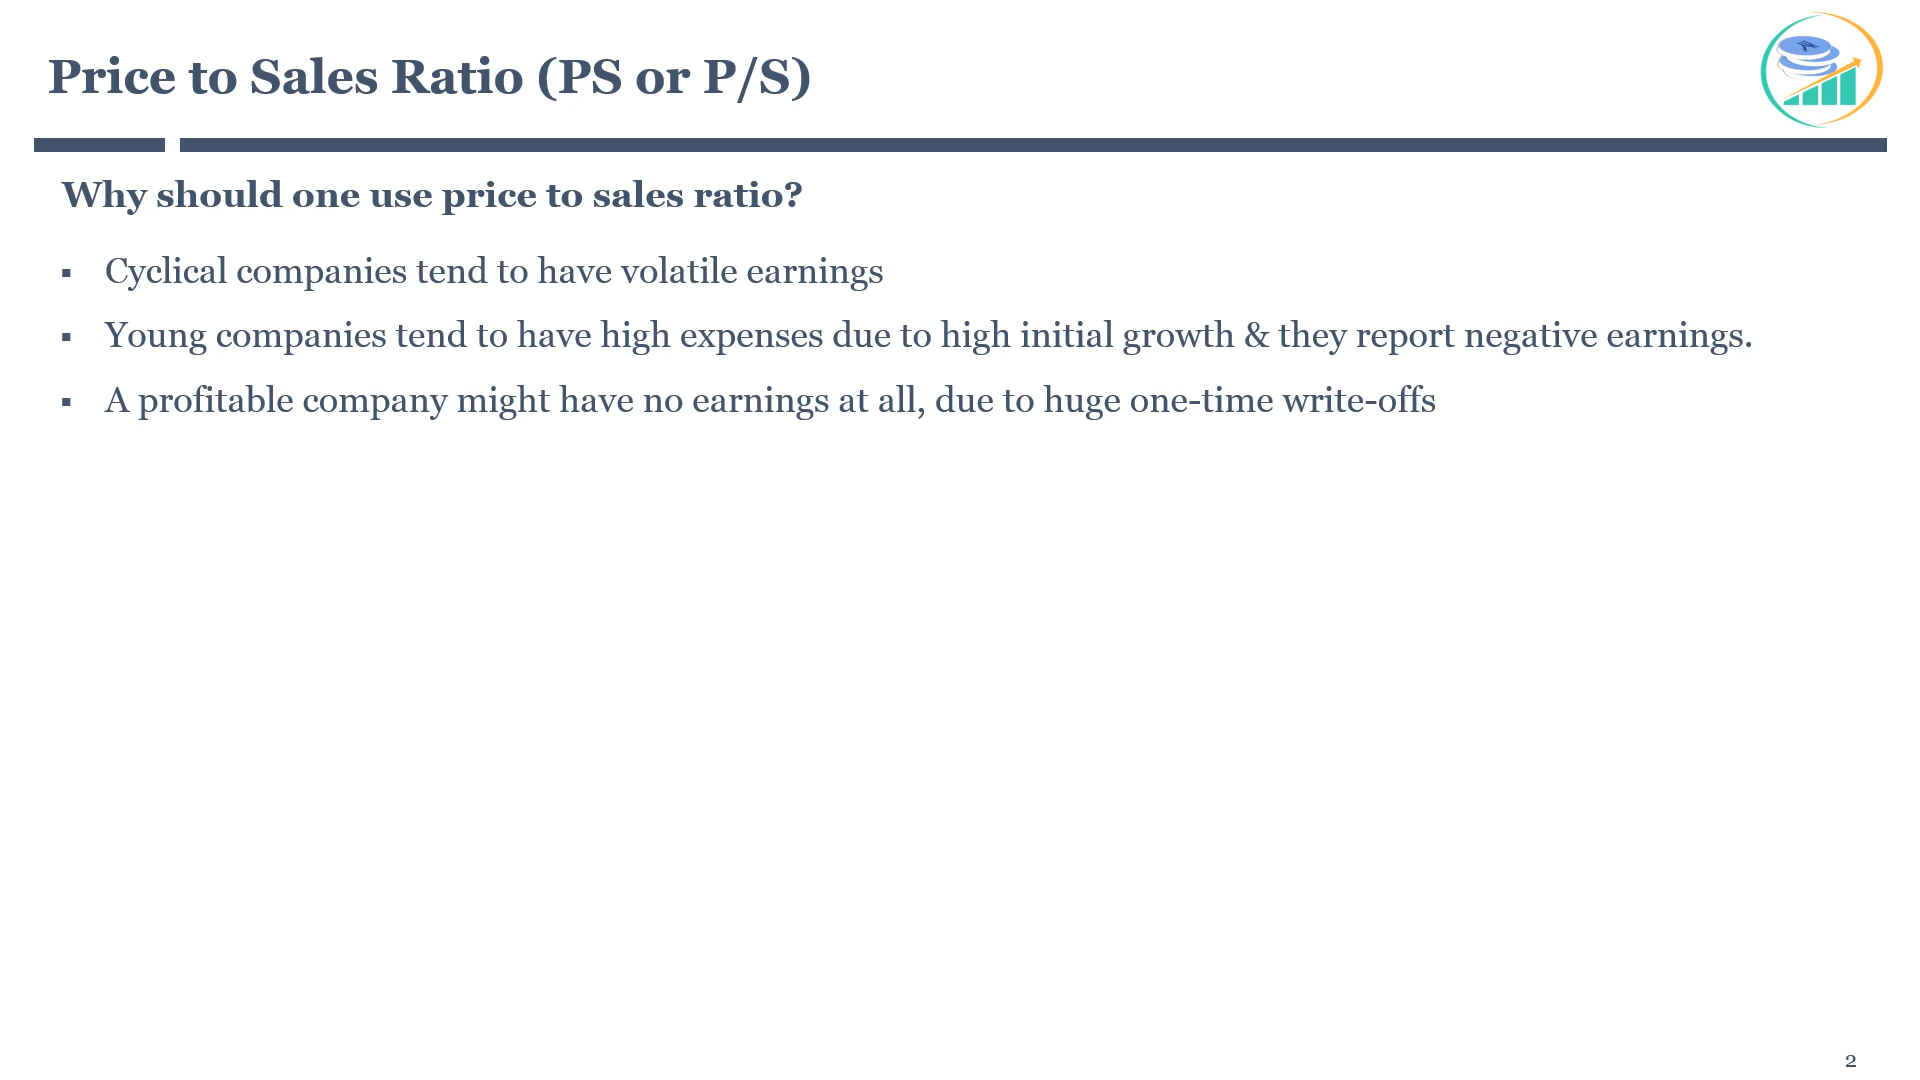 Price to Sales Ratio (PS or P/S)
Why should one use price to sales ratio?
▪ Cyclical companies tend to have volatile earnings
▪ Young companies tend to have high expenses due to high initial growth & they report negative earnings.
▪ A profitable company might have no earnings at all, due to huge one-time write-offs
2